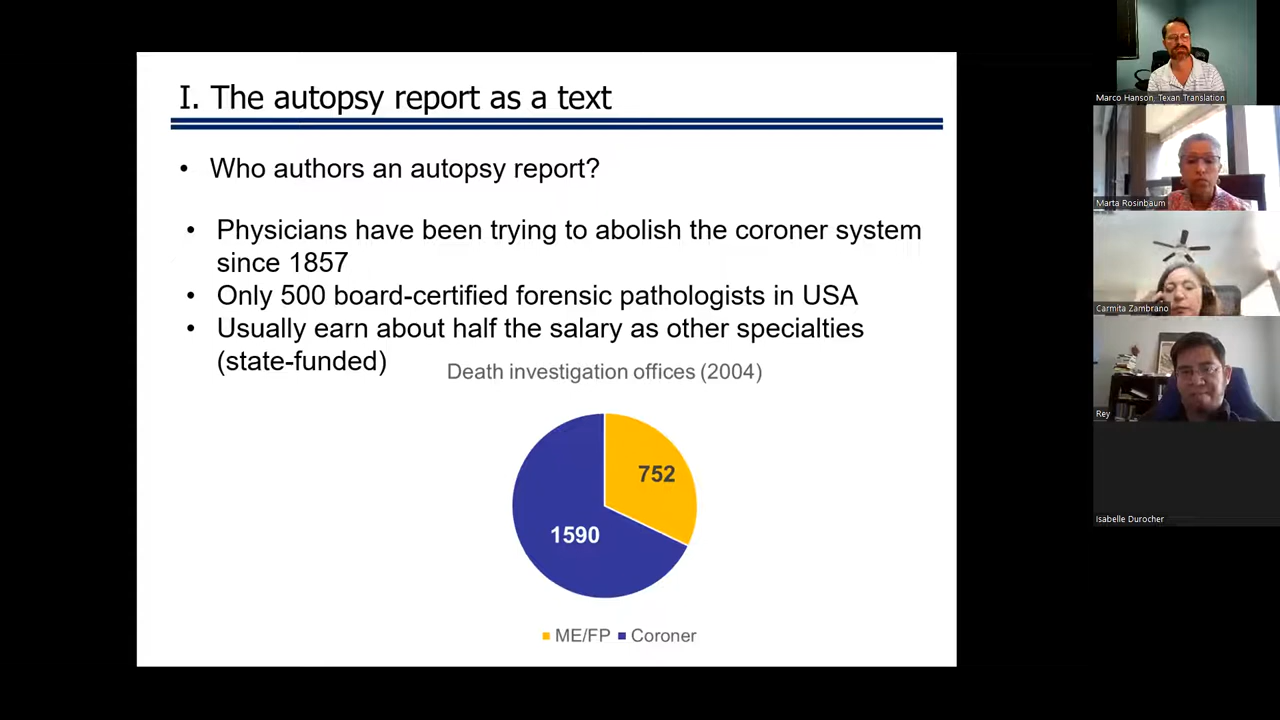 I. The autopsy report as a text
• Who authors an autopsy report?
• Physicians have been trying to abolish the coroner system
since 1857
• Only 500 board-certified forensic pathologists in USA
• Usually earn about half the salary as other specialties
(state-funded)
Death investigation offices (2004)
752
1590
ME/FP Coroner
Marco Hanson, Texan Translation
Marta Rosinbaum
Carmita Zambrano
Rey
Isabelle Durocher